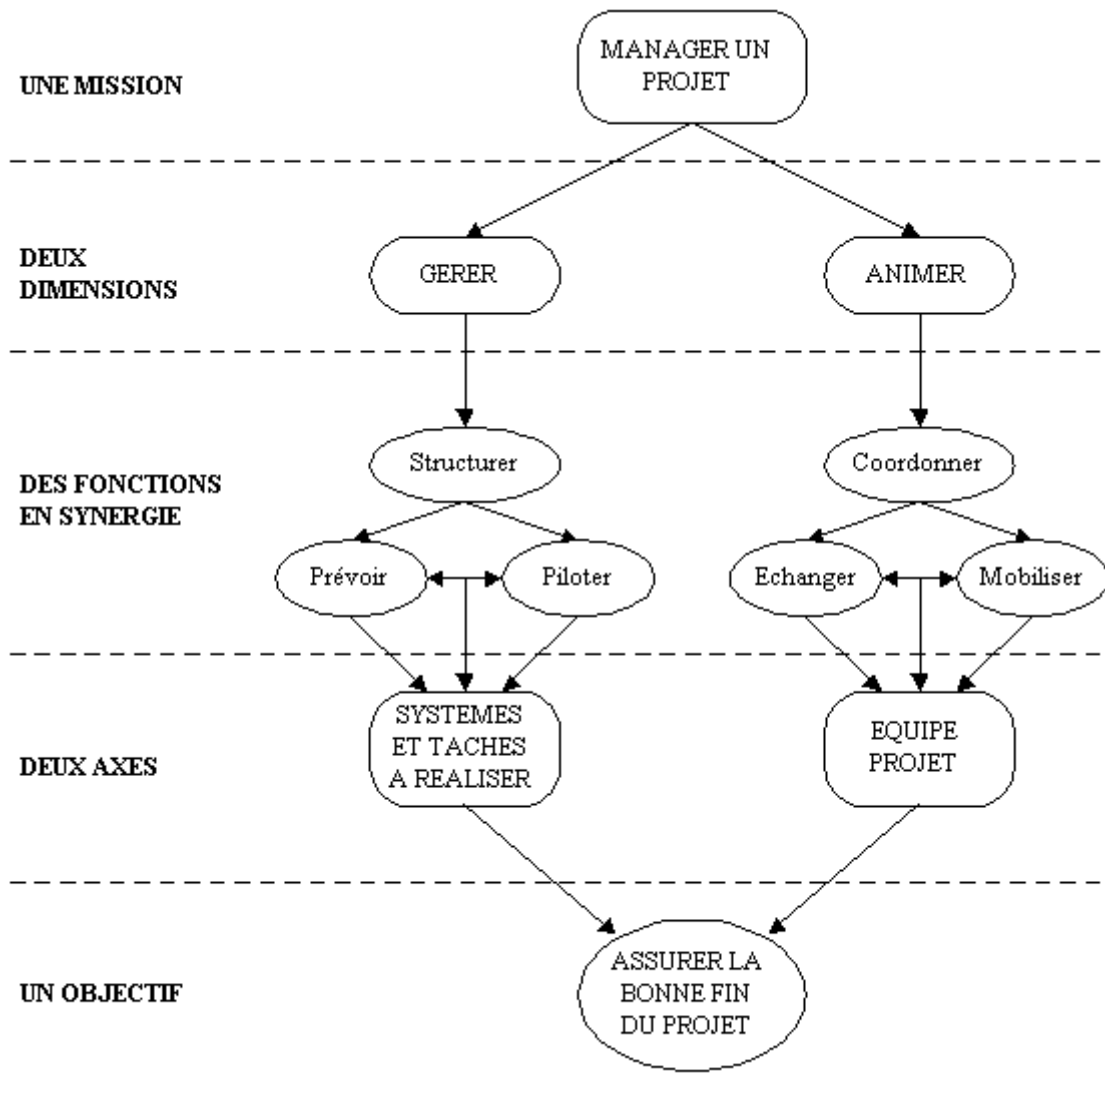 MANAGER UN
PROJET
UNE MISSION
DEUX
DIMENSIONS
GERER
ANIMER
Structurer
Coordonner
DES FONCTIONS
EN SYNERGIE
Prévoir
Piloter
Echanger
Mobiliser
SYSTEMES
ET TACHES
A REALISER
EQUIPE
PROJET
DEUX AXES
ASSURER LA
BONNE FIN
DU PROJET
UN OBJECTIF